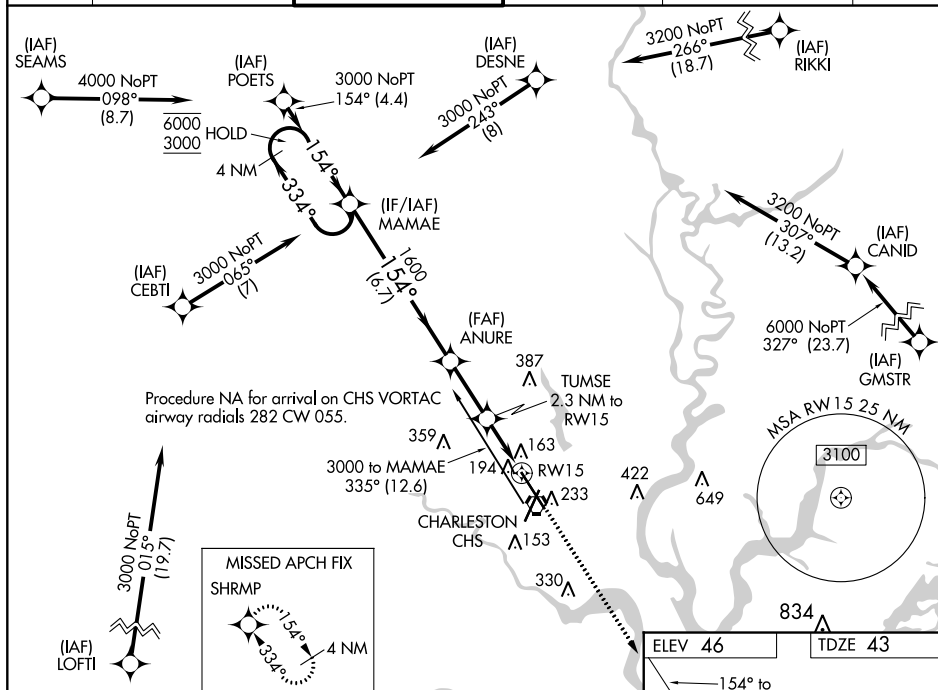 (IAF)
SEAMS
4000 NoPT
098°
(8.7)
(IAF)
POETS
3000 NoPT
154° (4.4)
6000
3000
HOLD
4 NM
154°
334°
(IF/IAF)
MAMAE
(IAF)
DESNE
3000 NoPT
243°
(8)
3200 NoPT
266°
(18.7)
(IAF)
RIKKI
3200 NoPT
307°
(13.2)
(IAF)
CANID
6000 NoPT
327° (23.7)
(IAF)
GMSTR
(IAF)
CEBTI
3000 NoPT
065°
(7)
1600
154°
(6.7)
(FAF)
ANURE
387
TUMSE
2.3 NM to
RW15
Procedure NA for arrival on CHS VORTAC
airway radials 282 CW 055.
359
163
194
RW15
3000 to MAMAE
335° (12.6)
233
422
649
CHARLESTON
CHS
153
330
MSA RW15 25 NM
3100
3000 NoPT
015°
(19.7)
(IAF)
LOFTI
MISSED APCH FIX
SHRMP
154°
334°
4 NM
834
ELEV 46
TDZE 43
154° to